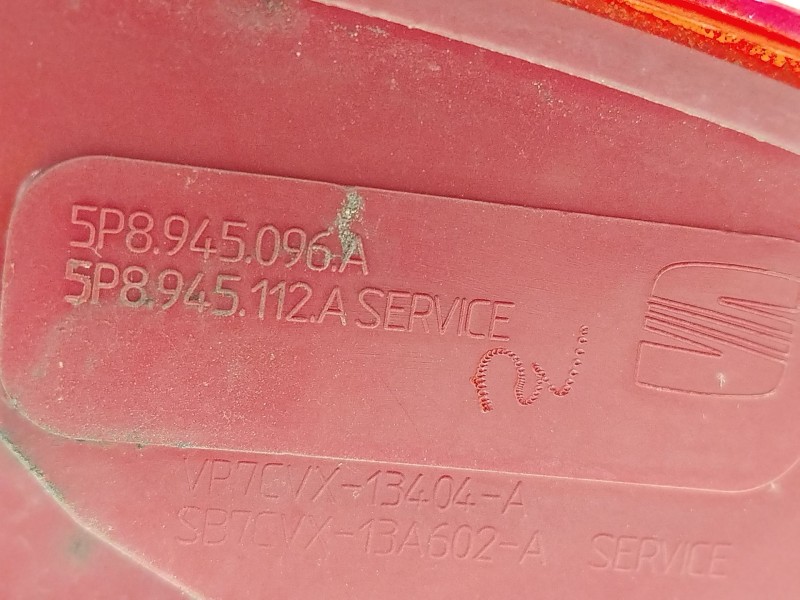 5P8.945.096.A
5P8.945.112.A SERVICE
VP7CVX-13404-A
SB7CVX-13A602-A SERVICE